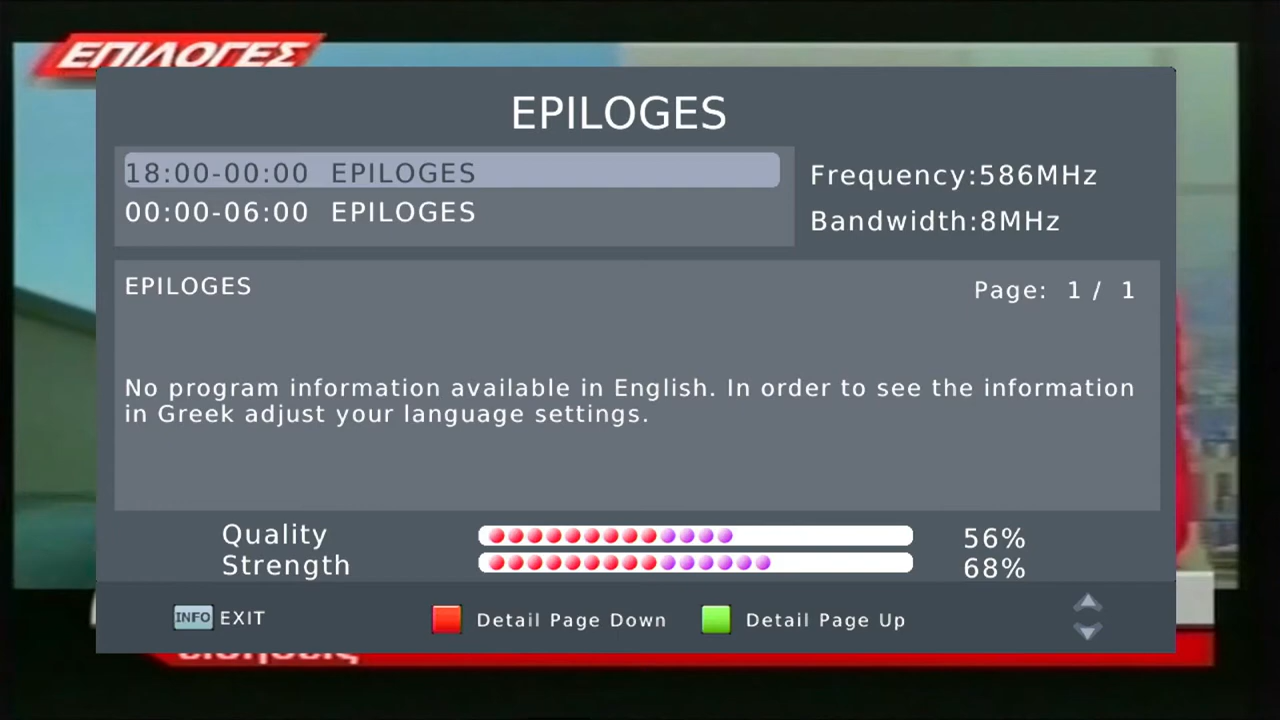 ΕΠΙΛΟΓΕΣ
EPILOGES
18:00-00:00 EPILOGES
00:00-06:00 EPILOGES
Frequency:586MHz
Bandwidth:8MHz
EPILOGES
Page: 1 / 1
No program information available in English. In order to see the information
in Greek adjust your language settings.
Quality 56%
Strength 68%
INFO EXIT
Detail Page Down
Detail Page Up
ειδήσεις